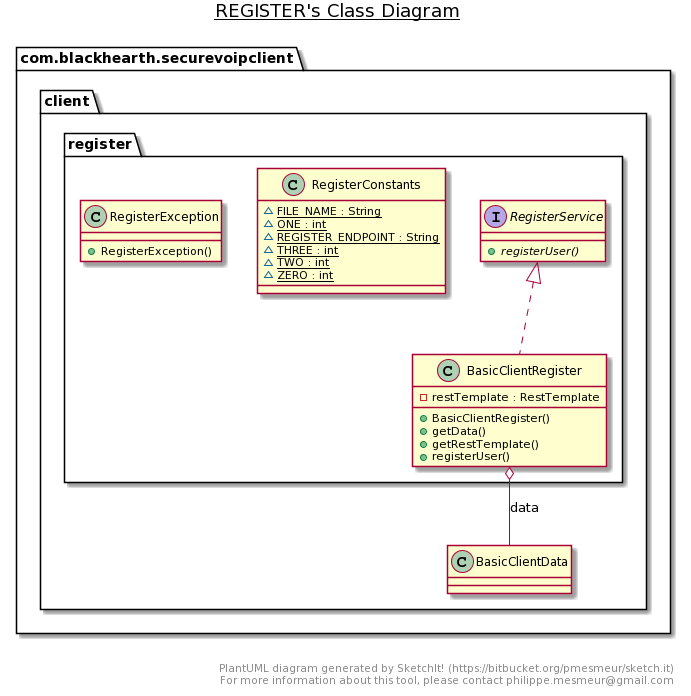 REGISTER's Class Diagram
com.blackhearth.securevoipclient
client
register
C RegisterException
RegisterException()
C RegisterConstants
FILE_NAME : String
ONE : int
REGISTER_ENDPOINT : String
THREE : int
TWO : int
ZERO : int
I RegisterService
registerUser()
C BasicClientRegister
restTemplate : RestTemplate
BasicClientRegister()
getData()
getRestTemplate()
registerUser()
data
C BasicClientData
PlantUML diagram generated by SketchIt! (https://bitbucket.org/pmesmeur/sketch.it)
For more information about this tool, please contact philippe.mesmeur@gmail.com